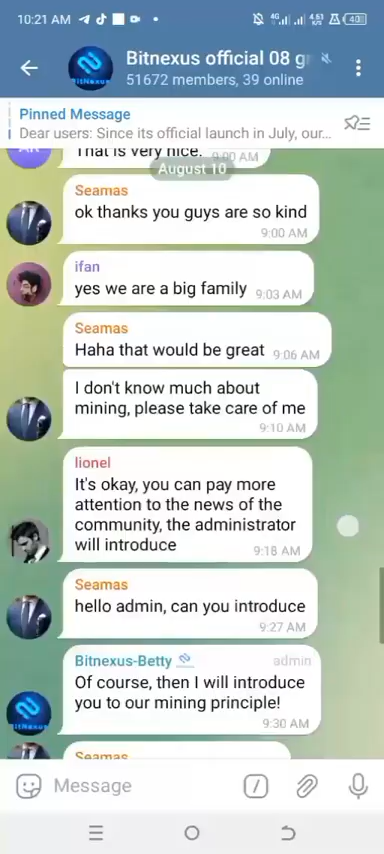 10:21 AM
4G
4.61
K/S
40
Bitnexus official 08 g
51672 members, 39 online
Pinned Message
Dear users: Since its official launch in July, our...
That is very nice. 9:00 AM
August 10
Seamas
ok thanks you guys are so kind
9:00 AM
ifan
yes we are a big family 9:03 AM
Seamas
Haha that would be great 9:06 AM
I don't know much about
mining, please take care of me
9:10 AM
lionel
It's okay, you can pay more
attention to the news of the
community, the administrator
will introduce 9:18 AM
Seamas
hello admin, can you introduce
9:27 AM
Bitnexus-Betty admin
Of course, then I will introduce
you to our mining principle!
9:30 AM
Seamas
Message